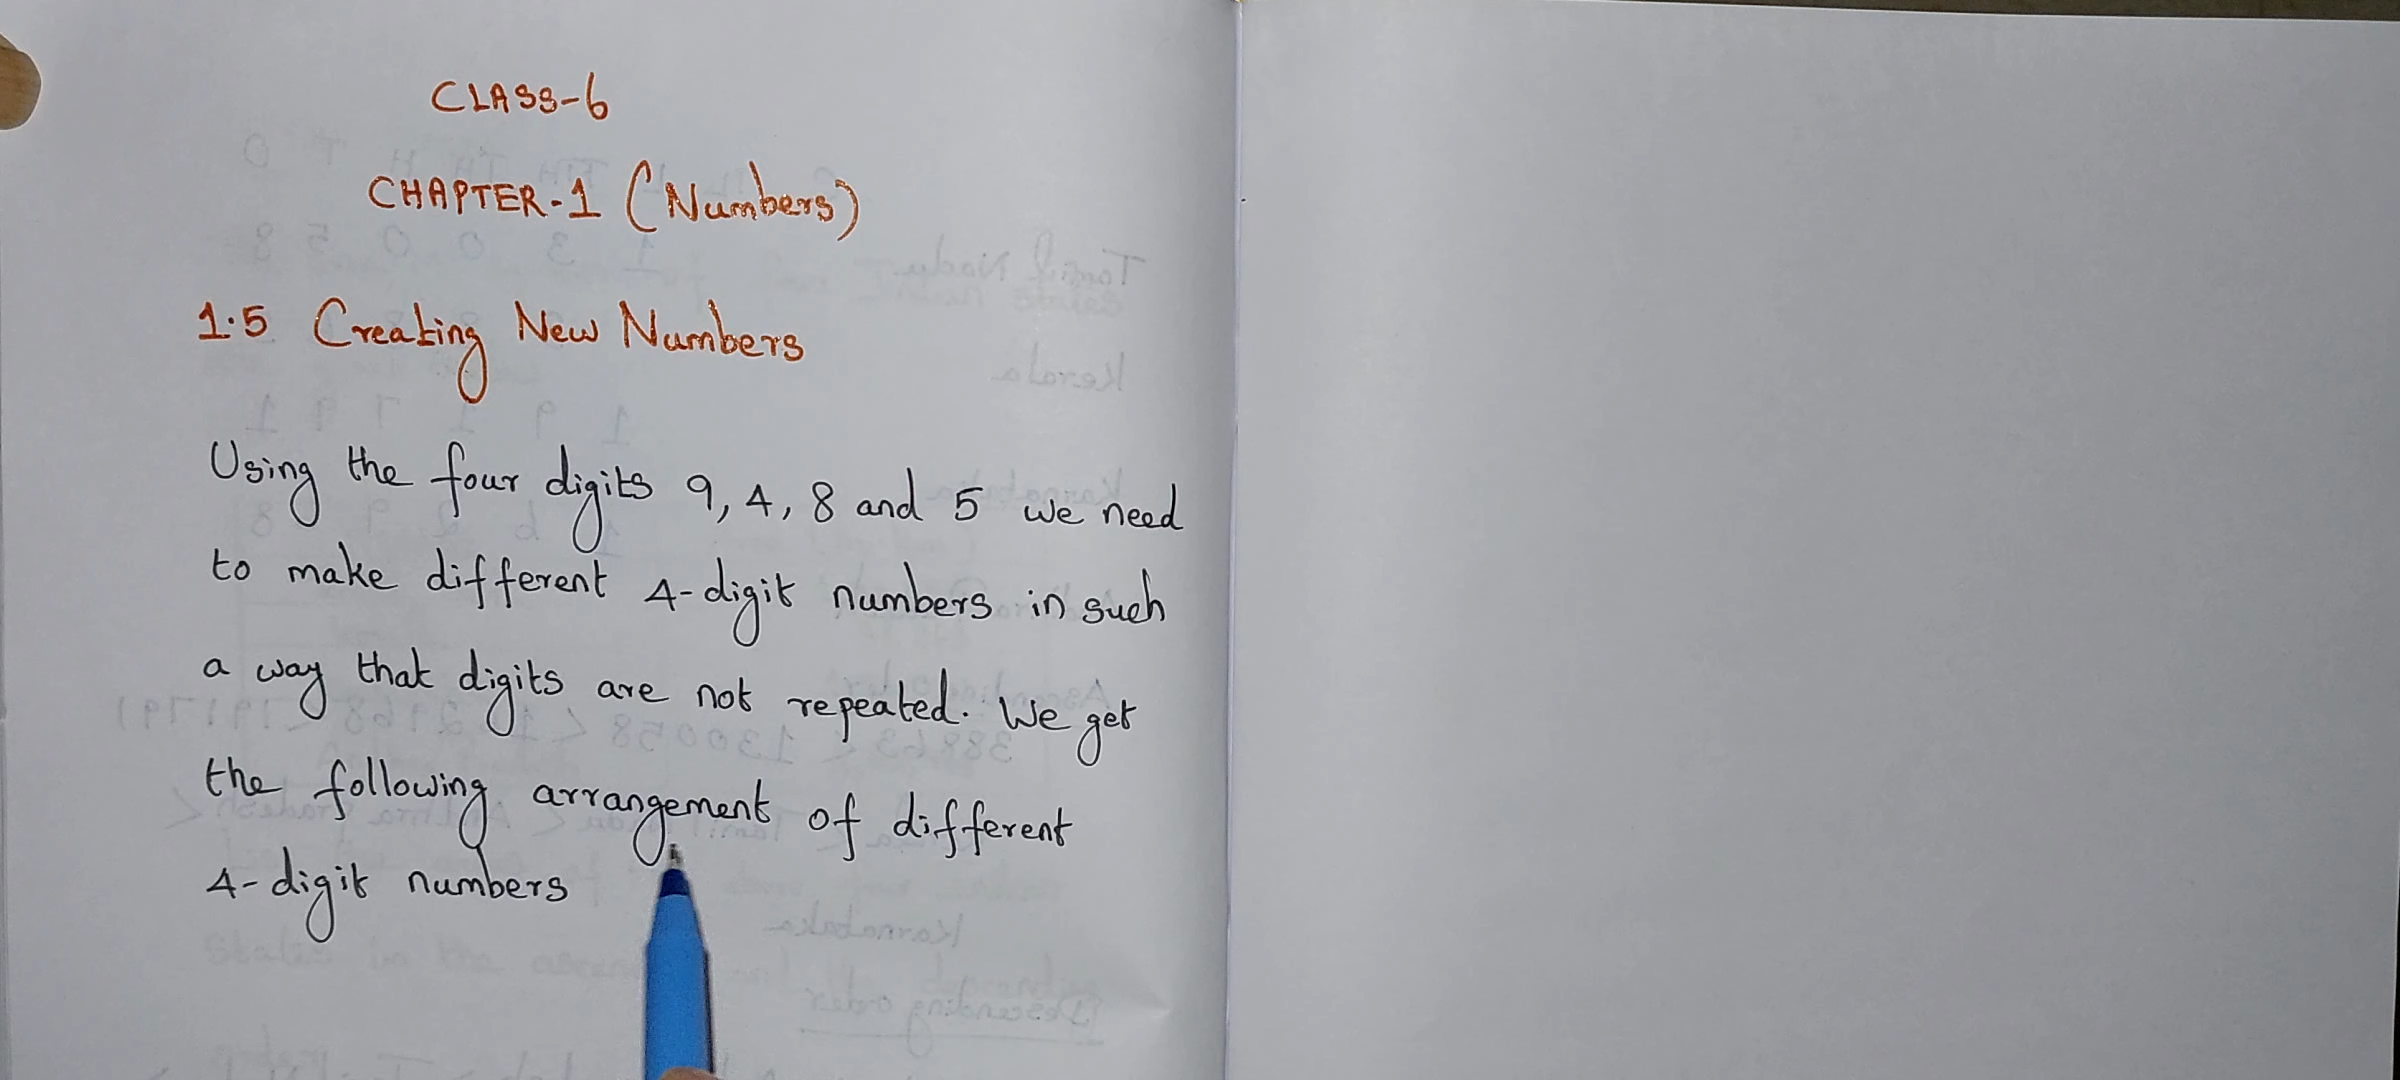 CLASS-6
CHAPTER-1 (Numbers)
1.5 Creating New Numbers
Using the four digits 9, 4, 8 and 5 we need
to make different 4-digit numbers in such
a way that digits are not repeated. We get
the following arrangement of different
4-digit numbers